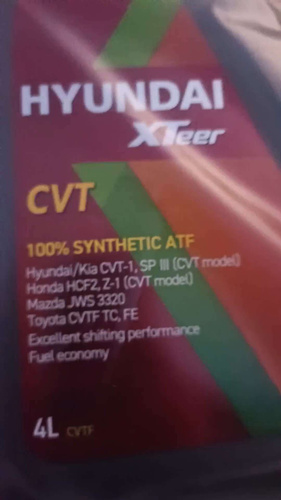 HYUNDAI
XTeer
CVT
100% SYNTHETIC ATF
Hyundai/Kia CVT-1, SP III (CVT model)
Honda HCF2, Z-1 (CVT model)
Mazda JWS 3320
Toyota CVTF TC, FE
Excellent shifting performance
Fuel economy
4L CVTF